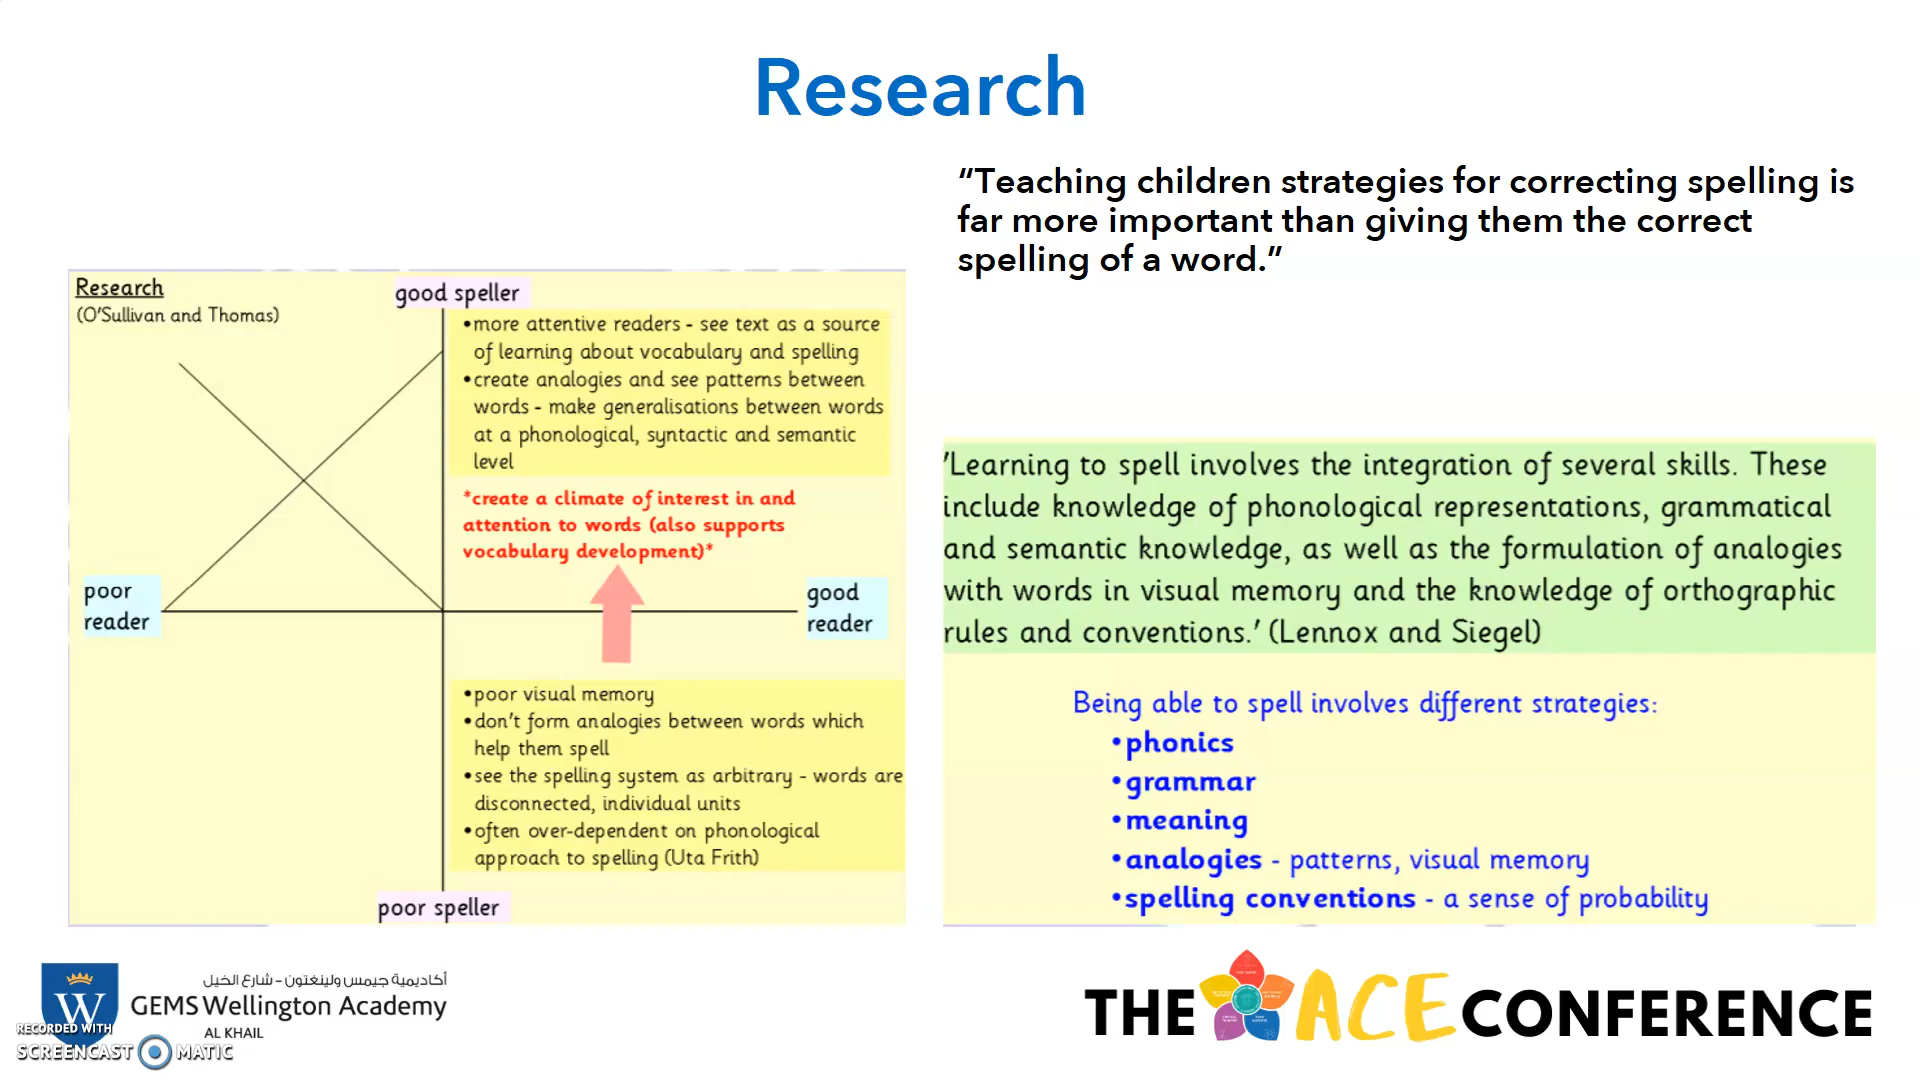 Research
“Teaching children strategies for correcting spelling is
far more important than giving them the correct
spelling of a word.”
Research
(O'Sullivan and Thomas)
good speller
•more attentive readers - see text as a source
of learning about vocabulary and spelling
•create analogies and see patterns between
words - make generalisations between words
at a phonological, syntactic and semantic
level
*create a climate of interest in and
attention to words (also supports
vocabulary development)*
poor
reader
good
reader
•poor visual memory
•don't form analogies between words which
help them spell
•see the spelling system as arbitrary - words are
disconnected, individual units
•often over-dependent on phonological
approach to spelling (Uta Frith)
poor speller
'Learning to spell involves the integration of several skills. These
include knowledge of phonological representations, grammatical
and semantic knowledge, as well as the formulation of analogies
with words in visual memory and the knowledge of orthographic
rules and conventions.' (Lennox and Siegel)
Being able to spell involves different strategies:
•phonics
•grammar
•meaning
•analogies - patterns, visual memory
•spelling conventions - a sense of probability
W
أكاديمية جيمس ولينغتون - شارع الخيل
GEMS Wellington Academy
AL KHAIL
RECORDED WITH
SCREENCAST MATIC
THE ACE CONFERENCE